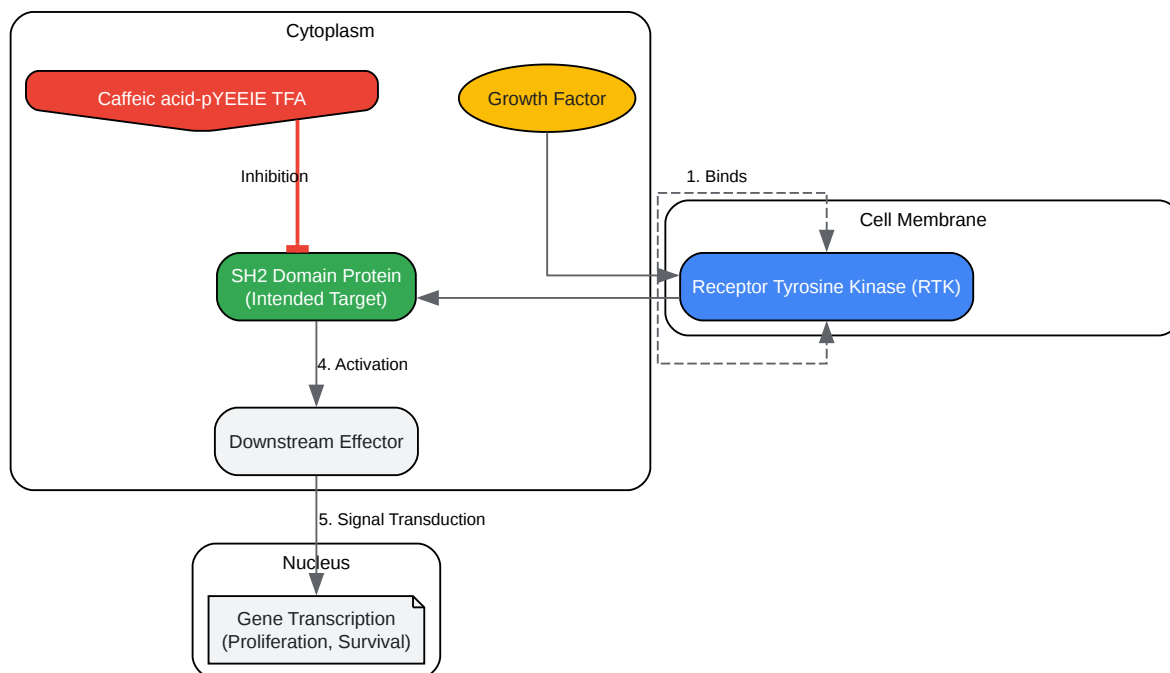 Cytoplasm
Caffeic acid-pYEEIE TFA
Growth Factor
Inhibition
1. Binds
Cell Membrane
SH2 Domain Protein
(Intended Target)
Receptor Tyrosine Kinase (RTK)
4. Activation
Downstream Effector
5. Signal Transduction
Nucleus
Gene Transcription
(Proliferation, Survival)